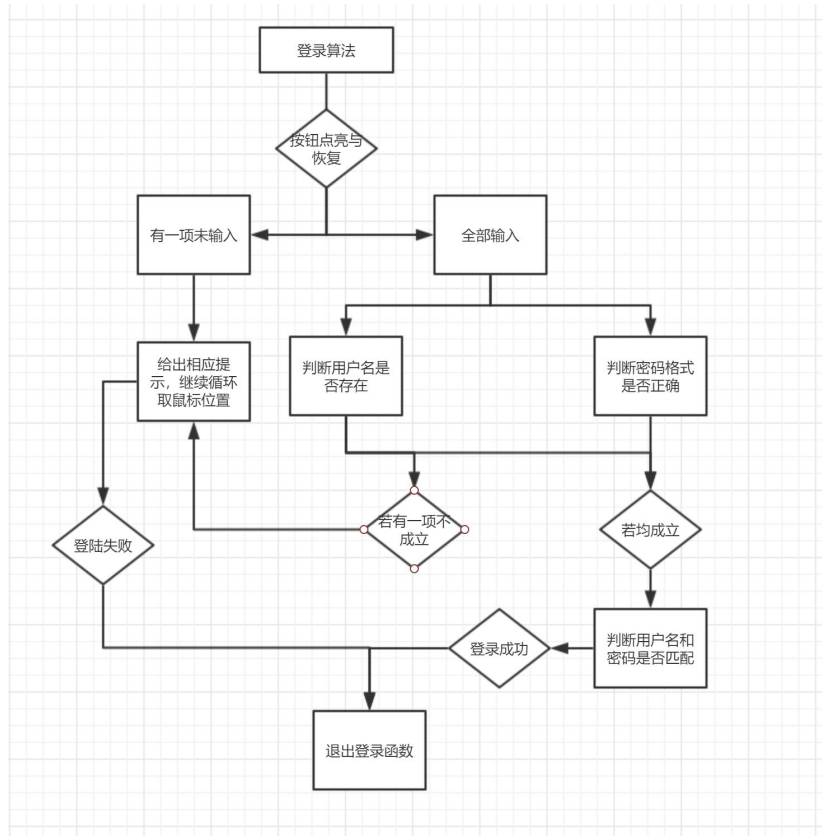 登录算法
按钮点亮与
恢复
有一项未输入
全部输入
给出相应提
示，继续循环
取鼠标位置
判断用户名是
否存在
判断密码格式
是否正确
若有一项不
成立
若均成立
登陆失败
登录成功
判断用户名和
密码是否匹配
退出登录函数